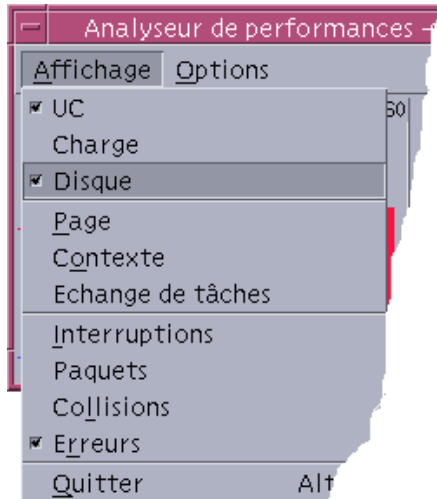 Analyseur de performances -
Affichage Options
UC
60
Charge
Disque
Page
Contexte
Echange de tâches
Interruptions
Paquets
Collisions
Erreurs
Quitter Alt